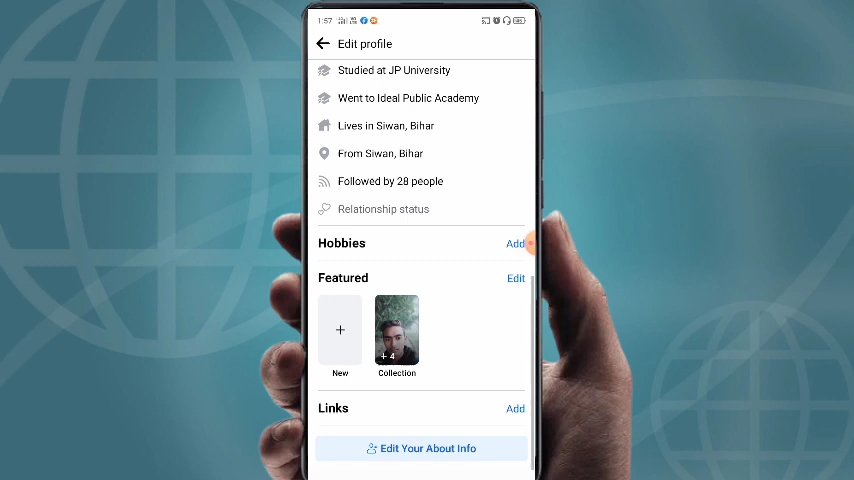 1:57
Edit profile
Studied at JP University
Went to Ideal Public Academy
Lives in Siwan, Bihar
From Siwan, Bihar
Followed by 28 people
Relationship status
Hobbies Add
Featured Edit
+ 4
New Collection
Links Add
Edit Your About Info